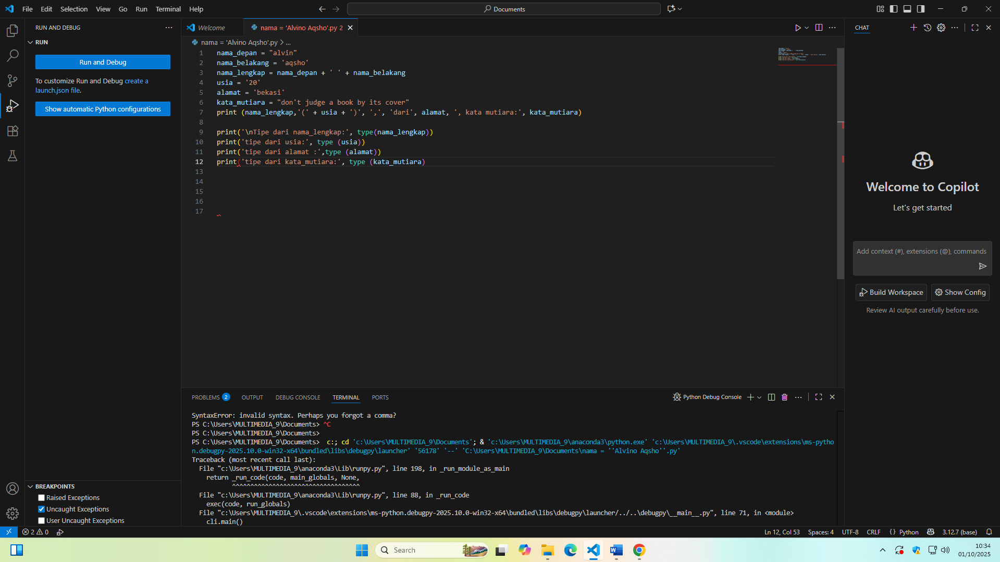 File Edit Selection View Go Run Terminal Help
Documents
RUN AND DEBUG
RUN
Run and Debug
To customize Run and Debug create a
launch.json file.
Show automatic Python configurations
Welcome
nama = 'Alvino Aqsho'.py 2
nama = 'Alvino Aqsho'.py > ...
1 nama_depan = "alvin"
2 nama_belakang = 'aqsho'
3 nama_lengkap = nama_depan + ' ' + nama_belakang
4 usia = '20'
5 alamat = 'bekasi'
6 kata_mutiara = "don't judge a book by its cover"
7 print (nama_lengkap,'(' + usia + ')', ',', 'dari', alamat, ', kata mutiara:', kata_mutiara)
8
9 print('\nTipe dari nama_lengkap:', type(nama_lengkap))
10 print('tipe dari usia:', type (usia))
11 print('tipe dari alamat :',type (alamat))
12 print('tipe dari kata_mutiara:', type (kata_mutiara)
13
14
15
16
17
PROBLEMS 2 OUTPUT DEBUG CONSOLE TERMINAL PORTS
Python Debug Console
SyntaxError: invalid syntax. Perhaps you forgot a comma?
PS C:\Users\MULTIMEDIA_9\Documents> ^C
PS C:\Users\MULTIMEDIA_9\Documents>
PS C:\Users\MULTIMEDIA_9\Documents>  c:; cd 'c:\Users\MULTIMEDIA_9\Documents'; & 'c:\Users\MULTIMEDIA_9\anaconda3\python.exe' 'c:\Users\MULTIMEDIA_9\.vscode\extensions\ms-pytho
n.debugpy-2025.10.0-win32-x64\bundled\libs\debugpy\launcher' '56178' '--' 'C:\Users\MULTIMEDIA_9\Documents\nama = ''Alvino Aqsho''.py'
Traceback (most recent call last):
File "c:\Users\MULTIMEDIA_9\anaconda3\Lib\runpy.py", line 198, in _run_module_as_main
return _run_code(code, main_globals, None,
^^^^^^^^^^^^^^^^^^^^^^^^^^^^^^^^^^^
File "c:\Users\MULTIMEDIA_9\anaconda3\Lib\runpy.py", line 88, in _run_code
exec(code, run_globals)
File "c:\Users\MULTIMEDIA_9\.vscode\extensions\ms-python.debugpy-2025.10.0-win32-x64\bundled\libs\debugpy\launcher/../..\debugpy\__main__.py", line 71, in <module>
cli.main()
BREAKPOINTS
Raised Exceptions
Uncaught Exceptions
User Uncaught Exceptions
CHAT
Welcome to Copilot
Let's get started
Add context (#), extensions (@), commands
Build Workspace
Show Config
Review AI output carefully before use.
2 0
Ln 12, Col 53 Spaces: 4 UTF-8 CRLF {} Python 3.12.7 (base)
Search
10:34
01/10/2025